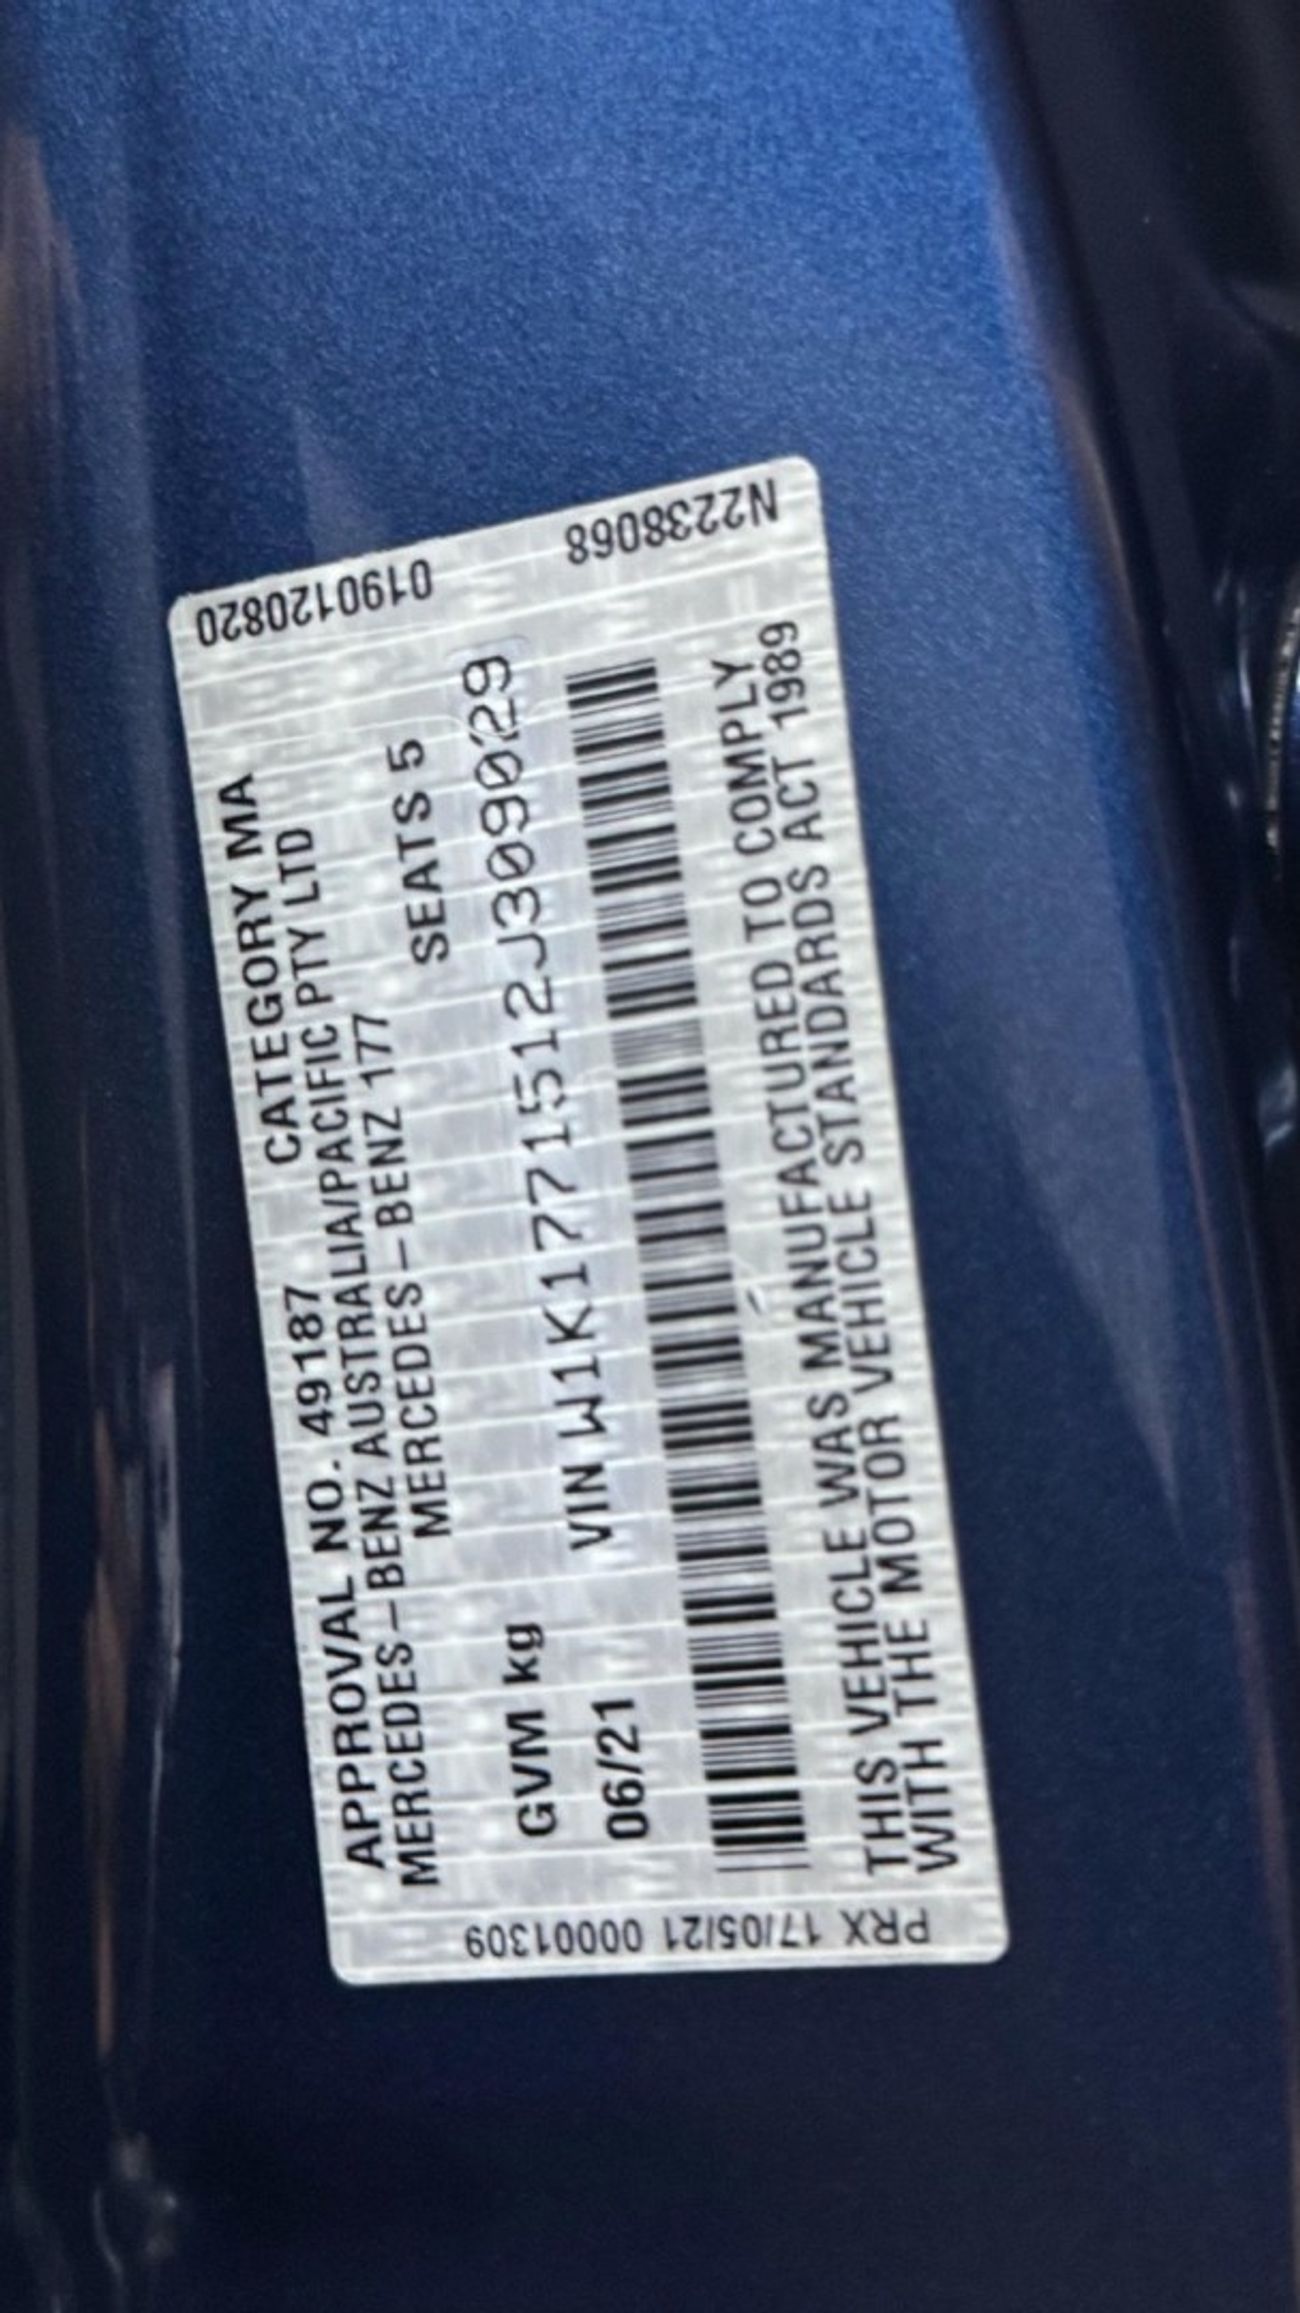 APPROVAL NO. 49187 CATEGORY MA
MERCEDES-BENZ AUSTRALIA/PACIFIC PTY LTD
MERCEDES-BENZ 177
GVM kg SEATS 5
06/21 VIN W1K1771512J309029
THIS VEHICLE WAS MANUFACTURED TO COMPLY
WITH THE MOTOR VEHICLE STANDARDS ACT 1989
PRX 17/05/21 00001309
N2238068 0190120820